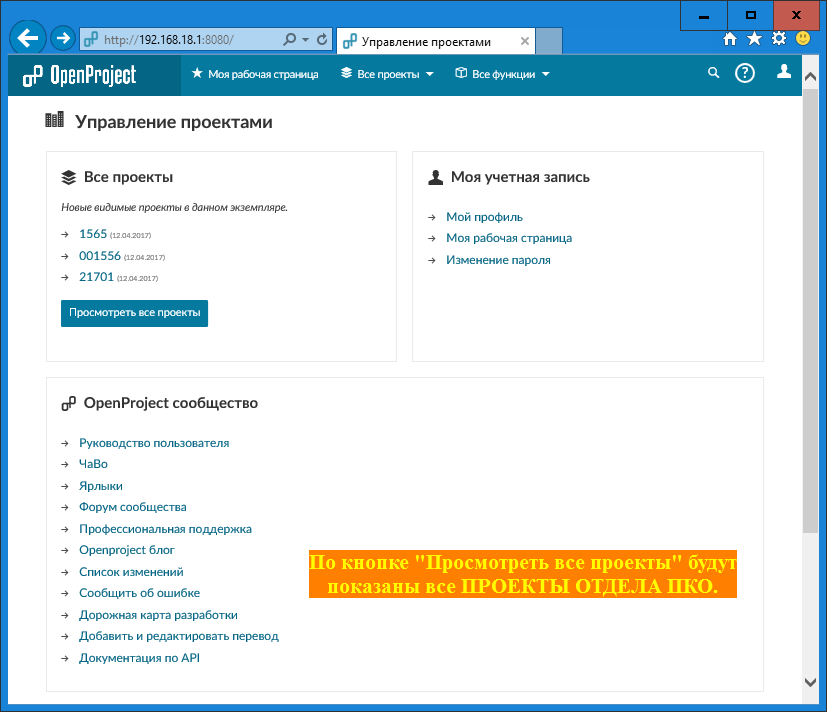 http://192.168.18.1:8080/
Управление проектами
OpenProject
Моя рабочая страница
Все проекты
Все функции
?
Управление проектами
Все проекты
Новые видимые проекты в данном экземпляре.
1565 (12.04.2017)
001556 (12.04.2017)
21701 (12.04.2017)
Просмотреть все проекты
Моя учетная запись
Мой профиль
Моя рабочая страница
Изменение пароля
OpenProject сообщество
Руководство пользователя
ЧаВо
Ярлыки
Форум сообщества
Профессиональная поддержка
Openproject блог
Список изменений
Сообщить об ошибке
Дорожная карта разработки
Добавить и редактировать перевод
Документация по API
По кнопке "Просмотреть все проекты" будут
показаны все ПРОЕКТЫ ОТДЕЛА ПКО.